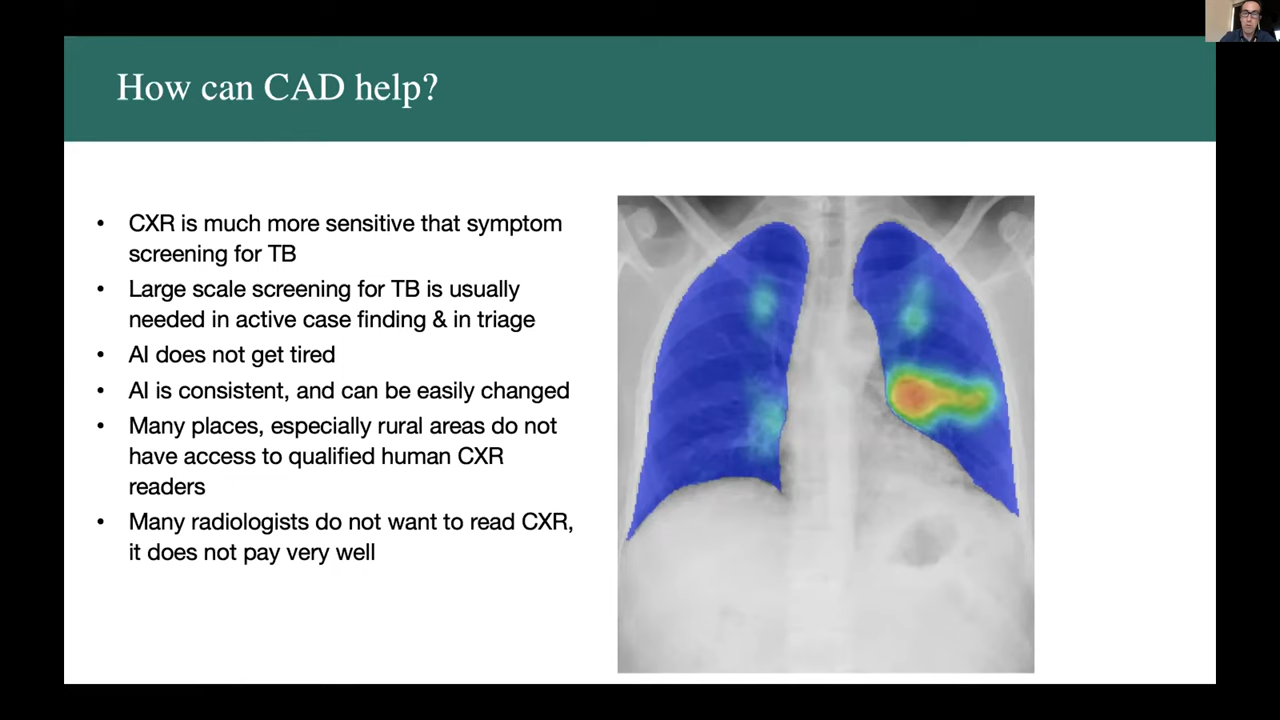 How can CAD help?
• CXR is much more sensitive that symptom
screening for TB
• Large scale screening for TB is usually
needed in active case finding & in triage
• AI does not get tired
• AI is consistent, and can be easily changed
• Many places, especially rural areas do not
have access to qualified human CXR
readers
• Many radiologists do not want to read CXR,
it does not pay very well